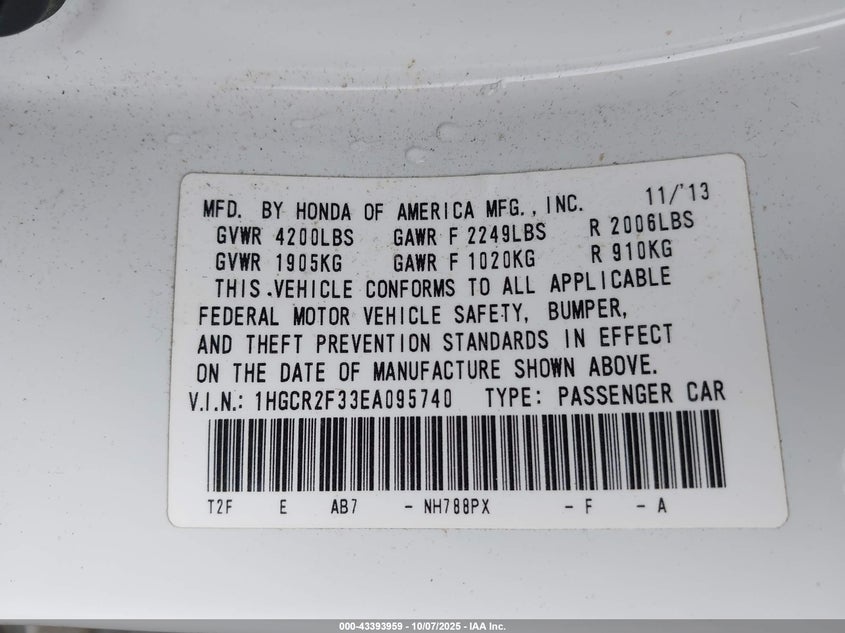 MFD. BY HONDA OF AMERICA MFG., INC. 11/'13
GVWR 4200LBS GAWR F 2249LBS R 2006LBS
GVWR 1905KG GAWR F 1020KG R 910KG
THIS VEHICLE CONFORMS TO ALL APPLICABLE
FEDERAL MOTOR VEHICLE SAFETY, BUMPER,
AND THEFT PREVENTION STANDARDS IN EFFECT
ON THE DATE OF MANUFACTURE SHOWN ABOVE.
V.I.N.: 1HGCR2F33EA095740 TYPE: PASSENGER CAR
T2F E AB7 - NH788PX - F - A
000-43393959 - 10/07/2025 - IAA Inc.